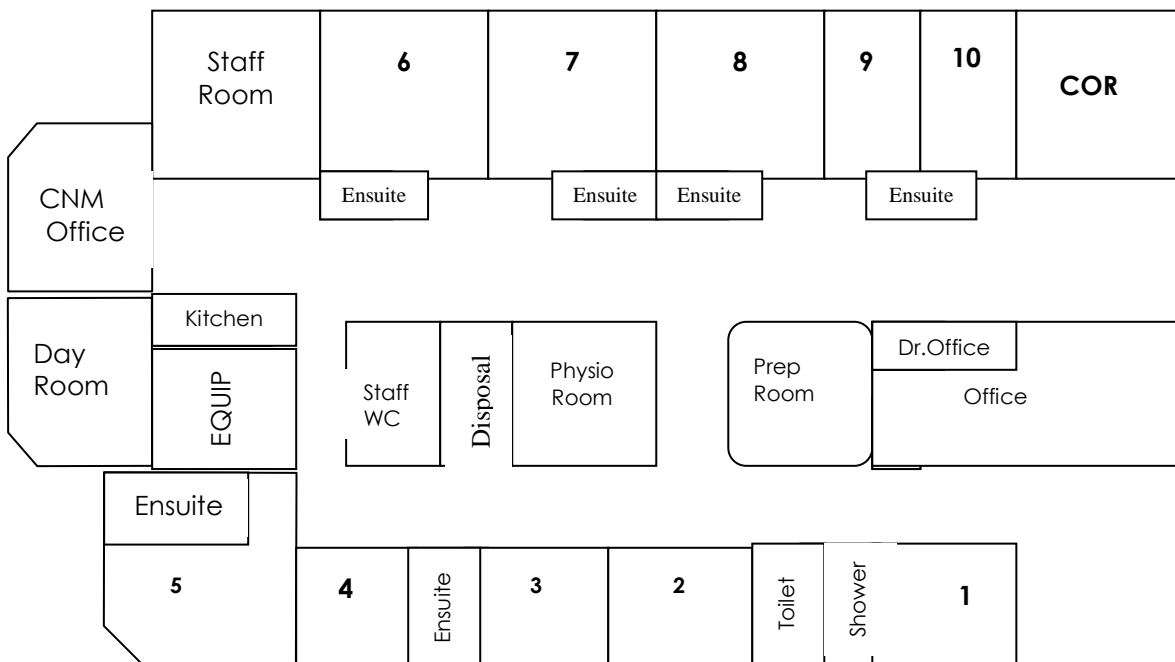 Staff
Room
6
7
8
9
10
COR
CNM
Office
Ensuite
Ensuite
Ensuite
Ensuite
Kitchen
Day
Room
EQUIP
Staff
WC
Disposal
Physio
Room
Prep
Room
Dr.Office
Office
Ensuite
5
4
Ensuite
3
2
Toilet
Shower
1